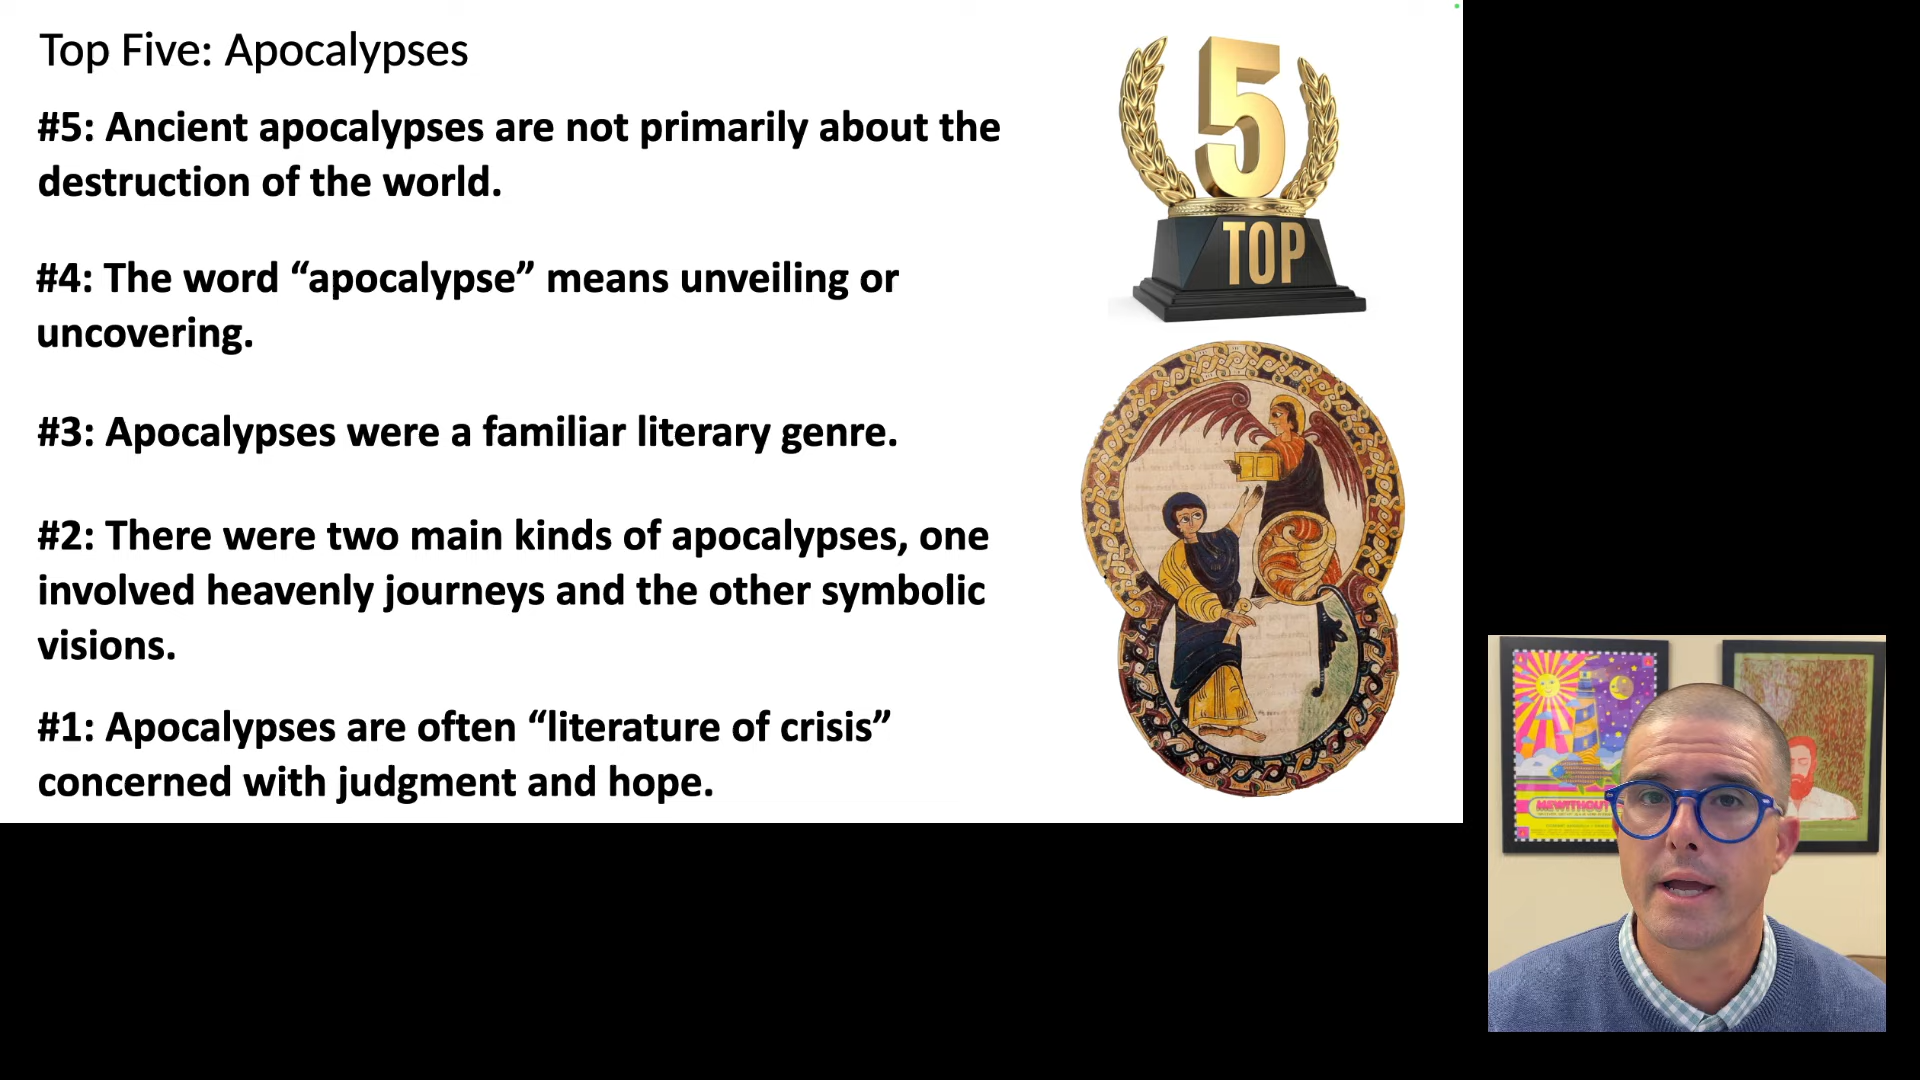 Top Five: Apocalypses
#5: Ancient apocalypses are not primarily about the
destruction of the world.
#4: The word “apocalypse” means unveiling or
uncovering.
#3: Apocalypses were a familiar literary genre.
#2: There were two main kinds of apocalypses, one
involved heavenly journeys and the other symbolic
visions.
#1: Apocalypses are often “literature of crisis”
concerned with judgment and hope.
5
TOP
MEWITHOUT